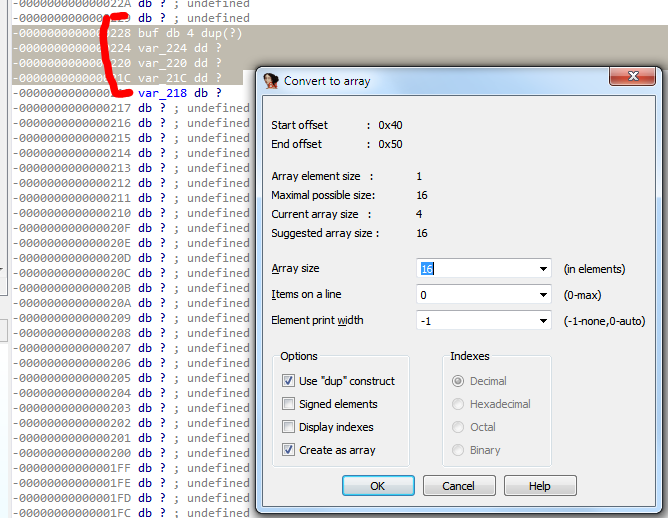 -000000000000022A db ? ; undefined
db ? ; undefined
buf db 4 dup(?)
var_224 dd ?
var_220 dd ?
var_21C dd ?
var_218 db ?
-0000000000000217 db ? ; undefined
-0000000000000216 db ? ; undefined
-0000000000000215 db ? ; undefined
-0000000000000214 db ? ; undefined
-0000000000000213 db ? ; undefined
-0000000000000212 db ? ; undefined
-0000000000000211 db ? ; undefined
-0000000000000210 db ? ; undefined
-000000000000020F db ? ; undefined
-000000000000020E db ? ; undefined
-000000000000020D db ? ; undefined
-000000000000020C db ? ; undefined
-000000000000020B db ? ; undefined
-000000000000020A db ? ; undefined
-0000000000000209 db ? ; undefined
-0000000000000208 db ? ; undefined
-0000000000000207 db ? ; undefined
-0000000000000206 db ? ; undefined
-0000000000000205 db ? ; undefined
-0000000000000204 db ? ; undefined
-0000000000000203 db ? ; undefined
-0000000000000202 db ? ; undefined
-0000000000000201 db ? ; undefined
-0000000000000200 db ? ; undefined
-00000000000001FF db ? ; undefined
-00000000000001FE db ? ; undefined
-00000000000001FD db ? ; undefined
-00000000000001FC db ? ; undefined
Convert to array
Start offset : 0x40
End offset : 0x50
Array element size : 1
Maximal possible size: 16
Current array size : 4
Suggested array size : 16
Array size 16 (in elements)
Items on a line 0 (0-max)
Element print width -1 (-1-none,0-auto)
Options
Use "dup" construct
Signed elements
Display indexes
Create as array
Indexes
Decimal
Hexadecimal
Octal
Binary
OK Cancel Help